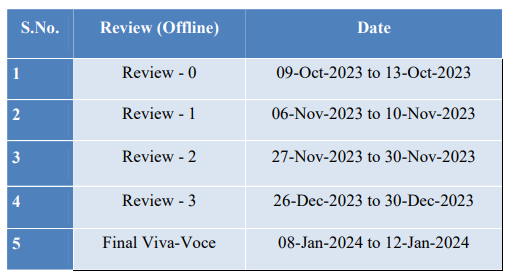 S.No. Review (Offline) Date
1 Review - 0 09-Oct-2023 to 13-Oct-2023
2 Review - 1 06-Nov-2023 to 10-Nov-2023
3 Review - 2 27-Nov-2023 to 30-Nov-2023
4 Review - 3 26-Dec-2023 to 30-Dec-2023
5 Final Viva-Voce 08-Jan-2024 to 12-Jan-2024